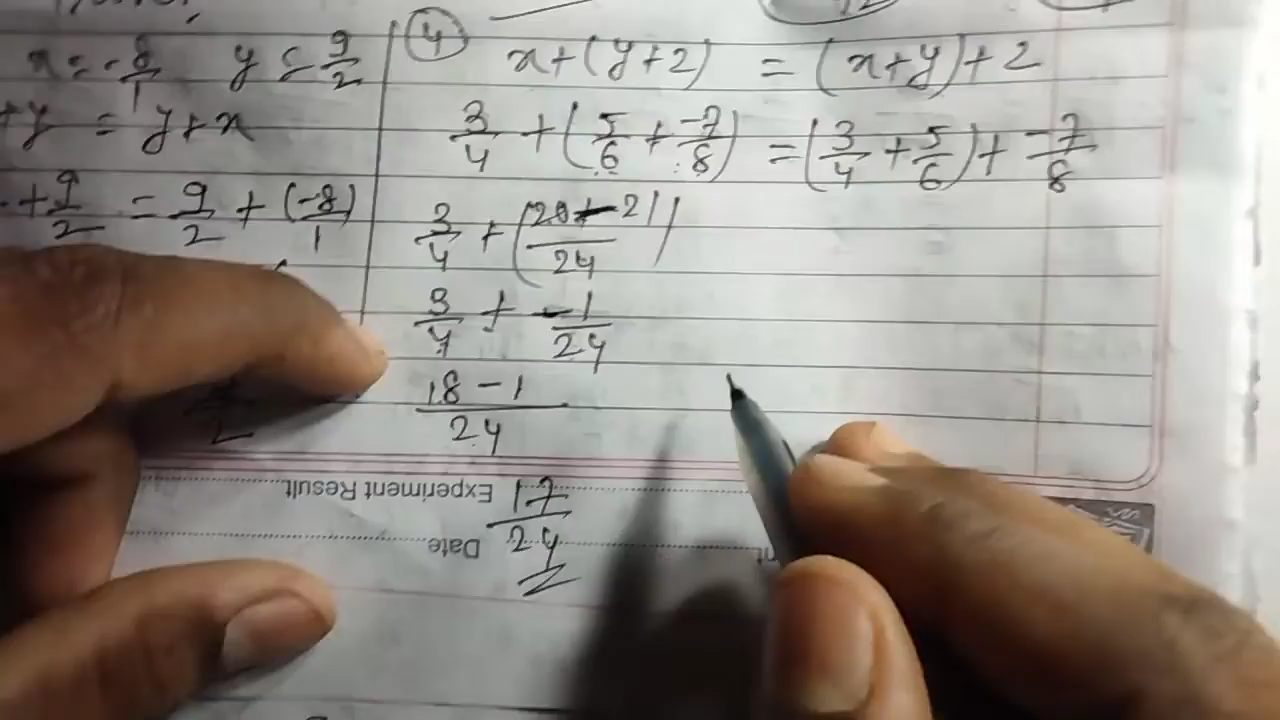 x = -8/1 y = 9/2
+y = y+x
+ 9/2 = 9/2 + (-8/1)
4 x+(y+2) = (x+y)+2
3/4 + (5/6 + -7/8) = (3/4 + 5/6) + -7/8
3/4 + (20-21/24)
3/4 + -1/24
18-1/24
17/24
Experiment Result
Date